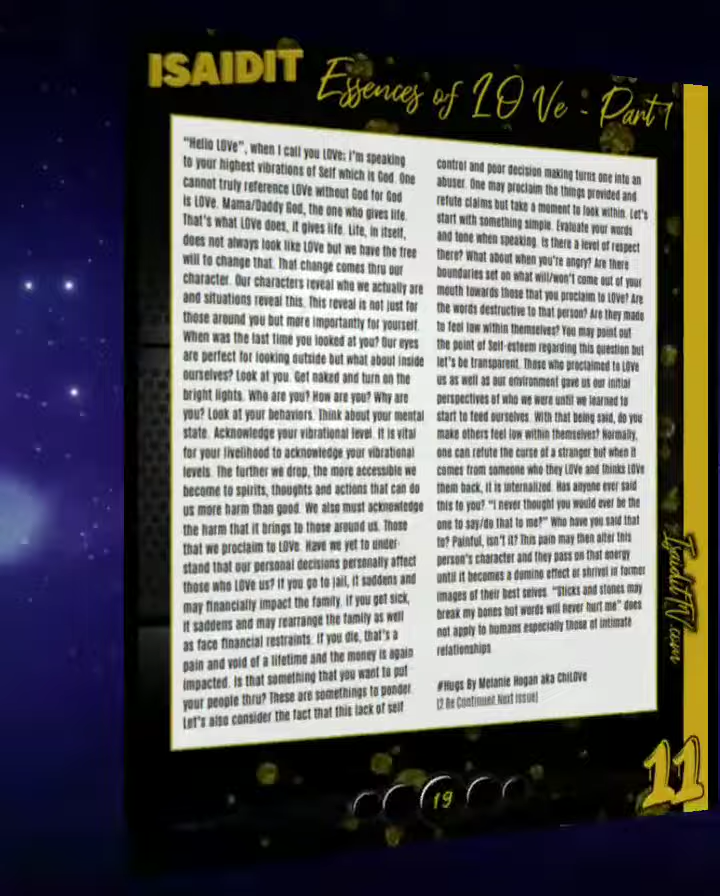 ISAIDIT
Essences of LOVe - Part 1
"Hello LOVe", when I call you LOVe; I'm speaking
to your highest vibrations of Self which is God. One
cannot truly reference LOVe without God for God
is LOVe. Mama/Daddy God, the one who gives life.
That's what LOVe does, it gives life. Life, in itself,
does not always look like LOVe but we have the free
will to change that. That change comes thru our
character. Our characters reveal who we actually are
and situations reveal this. This reveal is not just for
those around you but more importantly for yourself.
When was the last time you looked at you? Our eyes
are perfect for looking outside but what about inside
ourselves? Look at you. Get naked and turn on the
bright lights. Who are you? How are you? Why are
you? Look at your behaviors. Think about your mental
state. Acknowledge your vibrational level. It is vital
for your livelihood to acknowledge your vibrational
levels. The further we drop, the more accessible we
become to spirits, thoughts and actions that can do
us more harm than good. We also must acknowledge
the harm that it brings to those around us. Those
that we proclaim to LOVe. Have we yet to under-
stand that our personal decisions personally affect
those who LOVe us? If you go to jail, it saddens and
may financially impact the family. If you get sick,
it saddens and may rearrange the family as well
as face financial restraints. If you die, that's a
pain and void of a lifetime and the money is again
impacted. Is that something that you want to put
your people thru? These are somethings to ponder.
Let's also consider the fact that this lack of self
control and poor decision making turns one into an
abuser. One may proclaim the things provided and
refute claims but take a moment to look within. Let's
start with something simple. Evaluate your words
and tone when speaking. Is there a level of respect
there? What about when you're angry? Are there
boundaries set on what will/won't come out of your
mouth towards those that you proclaim to LOVe? Are
the words destructive to that person? Are they made
to feel low within themselves? You may point out
the point of Self-esteem regarding this question but
let's be transparent. Those who proclaimed to LOVe
us as well as our environment gave us our initial
perspectives of who we were until we learned to
start to feed ourselves. With that being said, do you
make others feel low within themselves? Normally,
one can refute the curse of a stranger but when it
comes from someone who they LOVe and thinks LOVe
them back, it is internalized. Has anyone ever said
this to you? "I never thought you would ever be the
one to say/do that to me?" Who have you said that
to? Painful, isn't it? This pain may then alter this
person's character and they pass on that energy
until it becomes a domino effect or shrivel in former
images of their best selves. "Sticks and stones may
break my bones but words will never hurt me" does
not apply to humans especially those of intimate
relationships.
#Hugs By Melanie Hogan aka ChiLOVe
(2 Be Continued Next Issue)
IsaiditTV.com
19
11